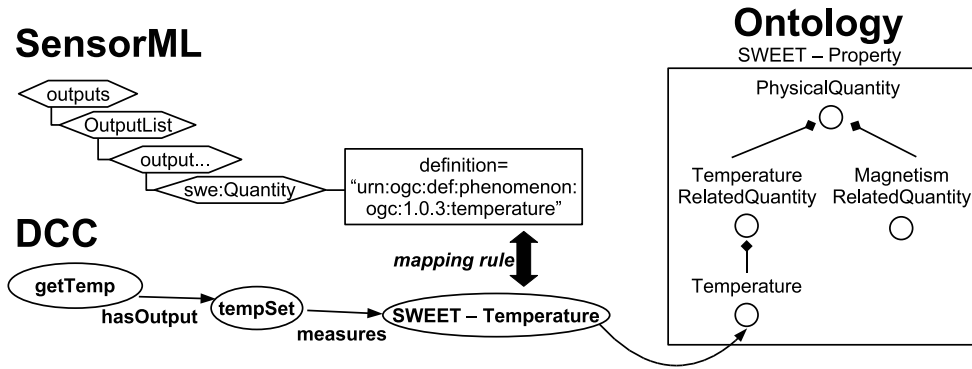 SensorML
outputs
OutputList
output...
swe:Quantity
definition=
“urn:ogc:def:phenomenon:
ogc:1.0.3:temperature”
DCC
mapping rule
getTemp
hasOutput
tempSet
measures
SWEET – Temperature
Ontology
SWEET – Property
PhysicalQuantity
Temperature
RelatedQuantity
Magnetism
RelatedQuantity
Temperature